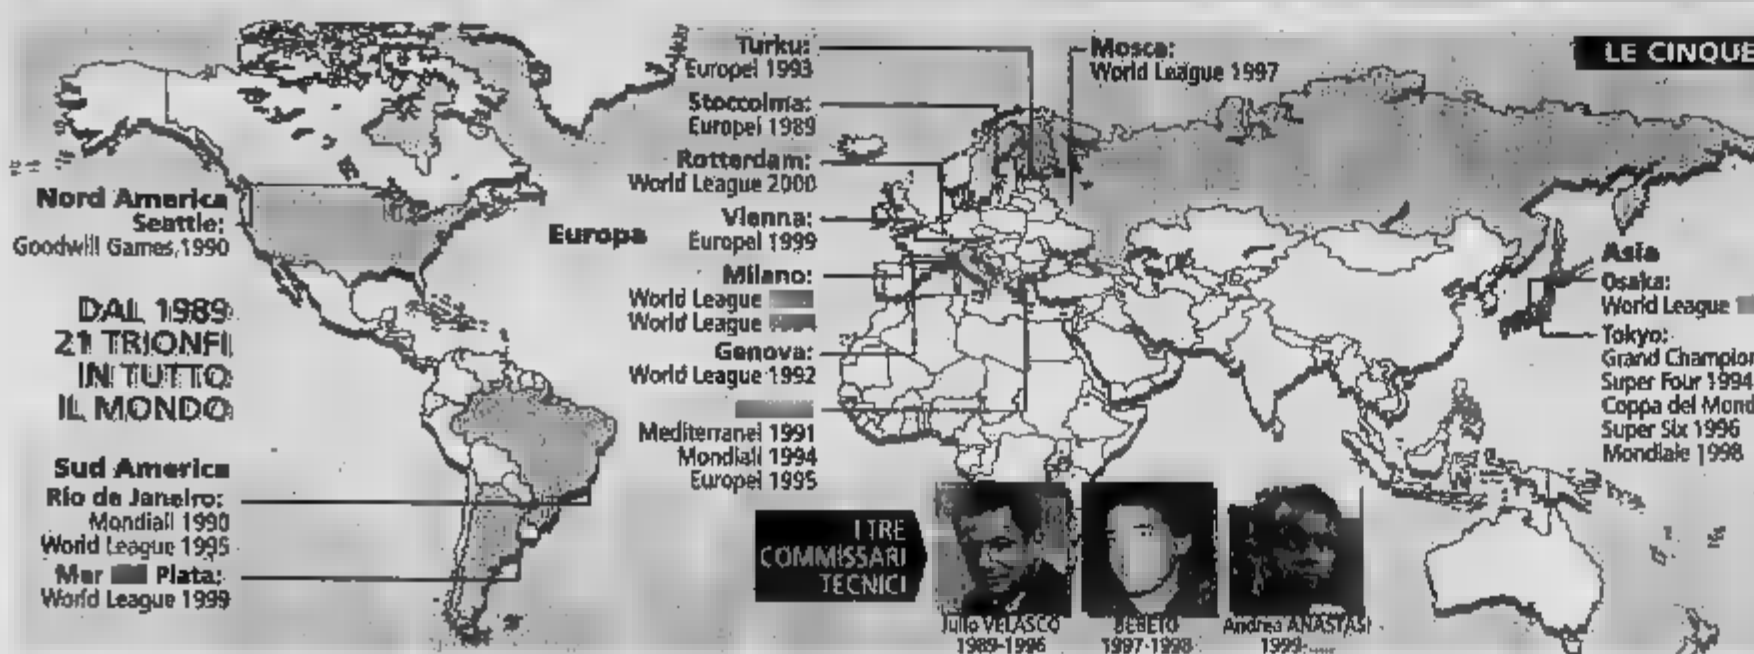 Nord America
Seattle:
Goodwill Games 1990
DAL 1989
21 TRIONFI
IN TUTTO
IL MONDO
Sud America
Rio de Janeiro:
Mondiali 1990
World League 1995
Mar Plata:
World League 1999
Europa
Turku:
Europei 1993
Stoccolma:
Europei 1989
Rotterdam:
World League 2000
Vienna:
Europei 1999
Milano:
World League
World League
Genova:
World League 1992
Mediterranei 1991
Mondiali 1994
Europei 1995
Mosca:
World League 1997
LE CINQUE
Asia
Osaka:
World League
Tokyo:
Grand Champion
Super Four 1994
Coppa del Mond
Super Six 1996
Mondiale 1998
I TRE
COMMISSARI
TECNICI
Julio VELASCO
1989-1996
BEBETO
1997-1998
Andrea ANASTASI
1999-